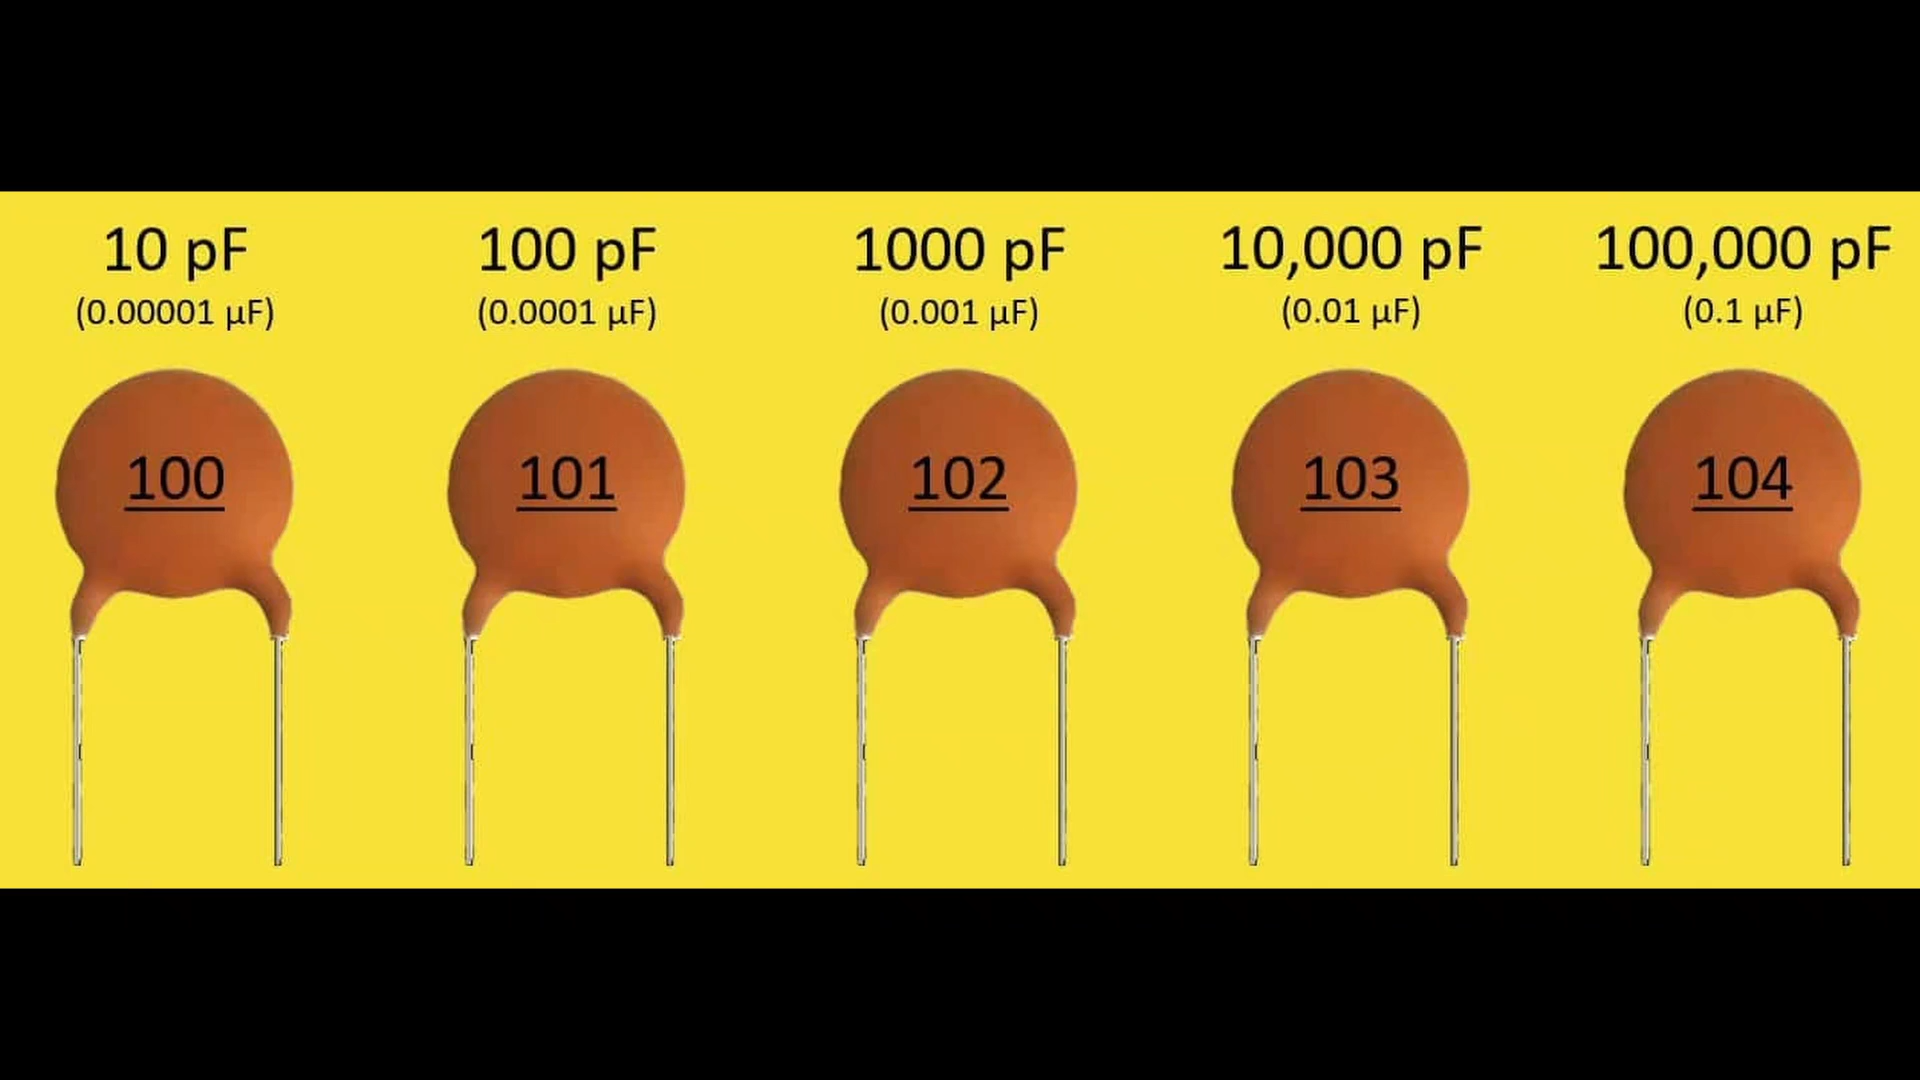 10 pF
(0.00001 µF)
100 pF
(0.0001 µF)
1000 pF
(0.001 µF)
10,000 pF
(0.01 µF)
100,000 pF
(0.1 µF)
100
101
102
103
104